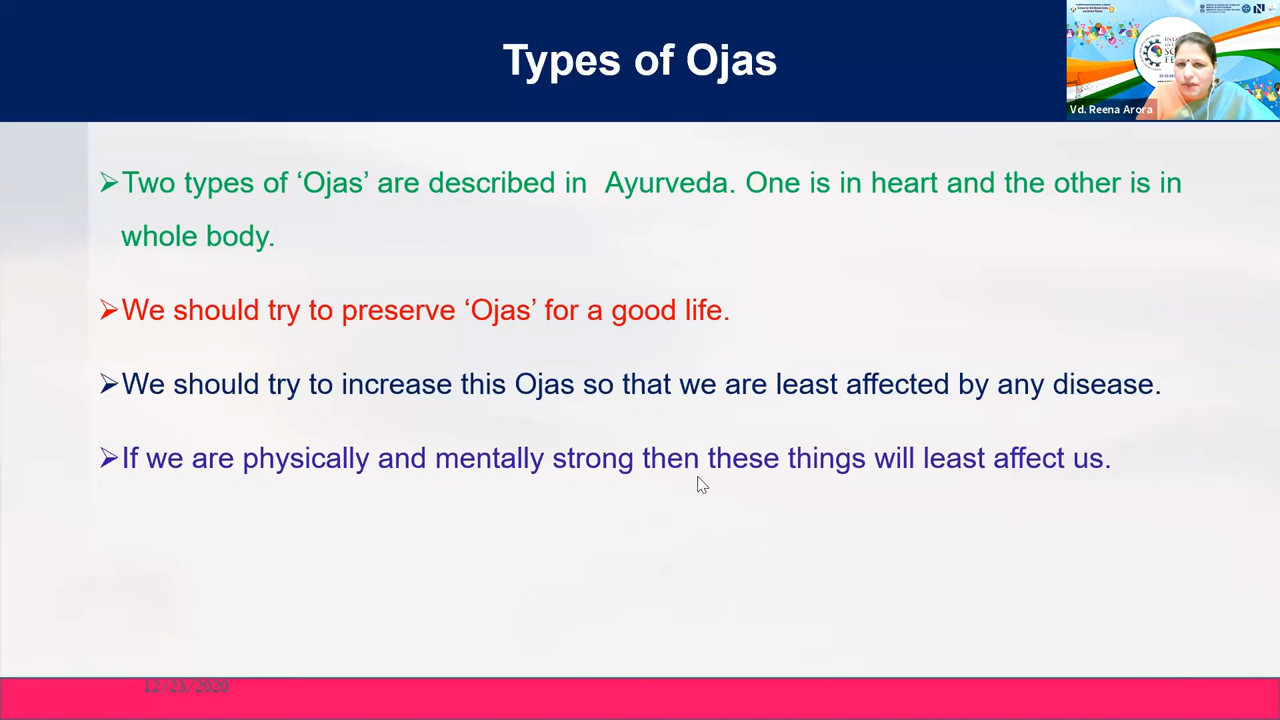 Types of Ojas
Vd. Reena Arora
➢Two types of ‘Ojas’ are described in  Ayurveda. One is in heart and the other is in
whole body.
➢We should try to preserve ‘Ojas’ for a good life.
➢We should try to increase this Ojas so that we are least affected by any disease.
➢If we are physically and mentally strong then these things will least affect us.
12/23/2020